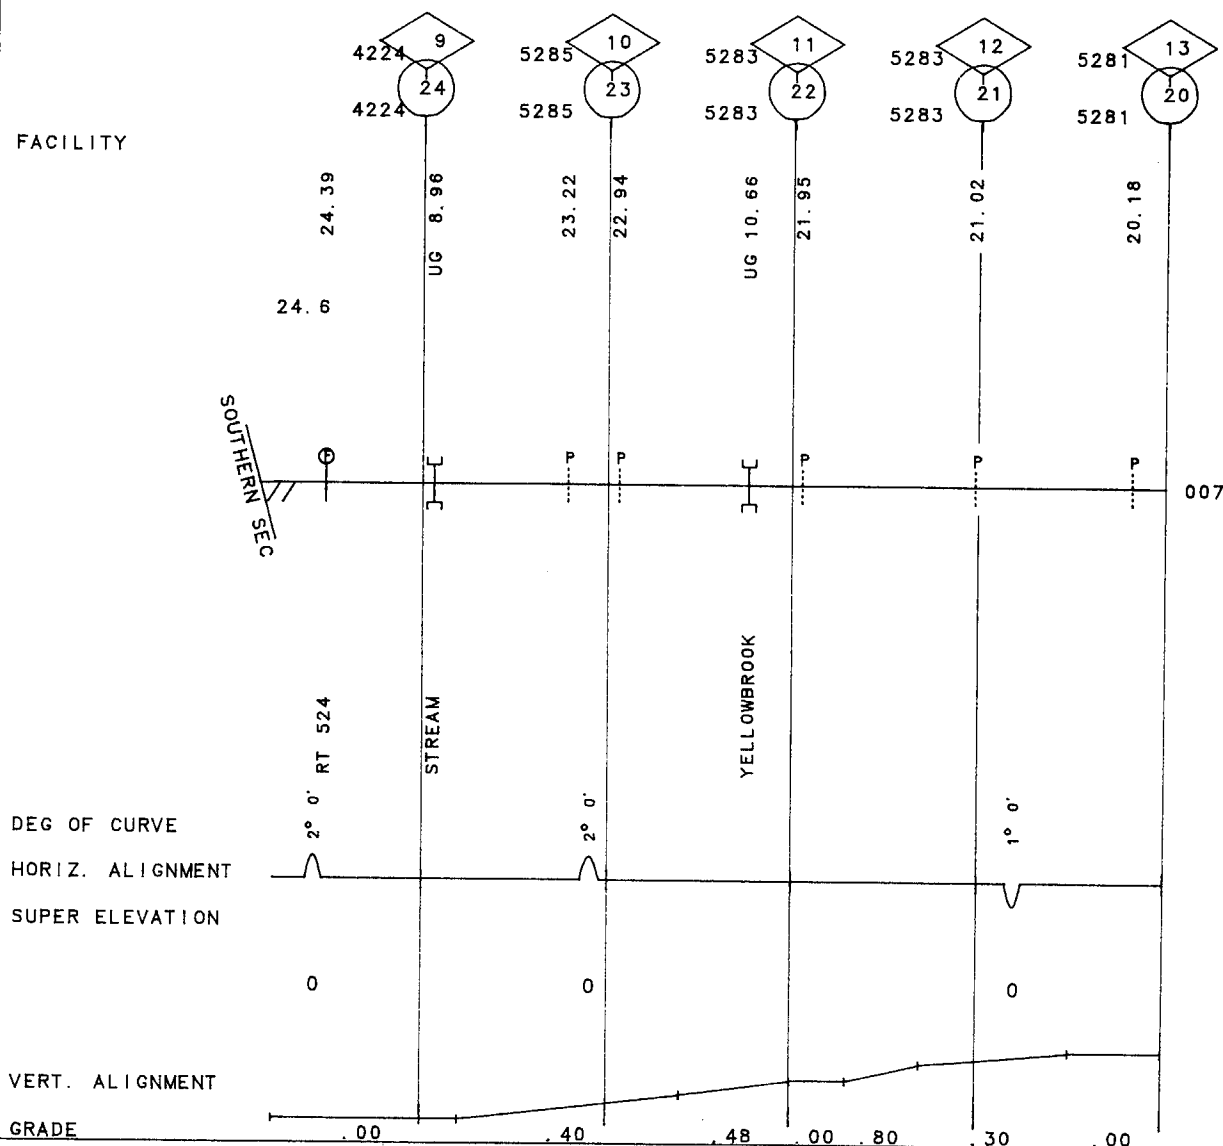 9 10 11 12 13
4224 5285 5283 5283 5281
24 23 22 21 20
4224 5285 5283 5283 5281
FACILITY
24.39 UG 8.96 23.22 22.94 UG 10.66 21.95 21.02 20.18
24.6
SOUTHERN SEC
F P P P P P
007
RT 524 STREAM YELLOWBROOK
DEG OF CURVE 2° 0' 2° 0' 1° 0'
HORIZ. ALIGNMENT
SUPER ELEVATION
0 0 0
VERT. ALIGNMENT
GRADE .00 .40 .48 .00 .80 .30 .00